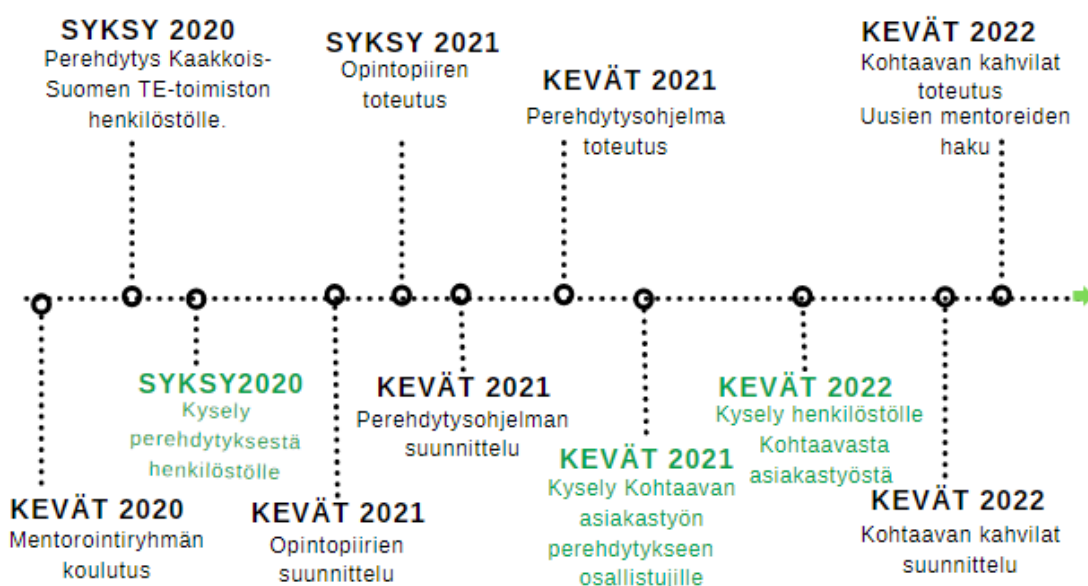 SYKSY 2020
Perehdytys Kaakkois-
Suomen TE-toimiston
henkilöstölle.
SYKSY 2021
Opintopiiren
toteutus
KEVÄT 2021
Perehdytysohjelma
toteutus
KEVÄT 2022
Kohtaavan kahvilat
toteutus
Uusien mentoreiden
haku
KEVÄT 2020
Mentorointiryhmän
koulutus
SYKSY2020
Kysely
perehdytyksestä
henkilöstölle
KEVÄT 2021
Opintopiirien
suunnittelu
KEVÄT 2021
Perehdytysohjelman
suunnittelu
KEVÄT 2021
Kysely Kohtaavan
asiakastyön
perehdytykseen
osallistujille
KEVÄT 2022
Kysely henkilöstölle
Kohtaavasta
asiakastyöstä
KEVÄT 2022
Kohtaavan kahvilat
suunnittelu